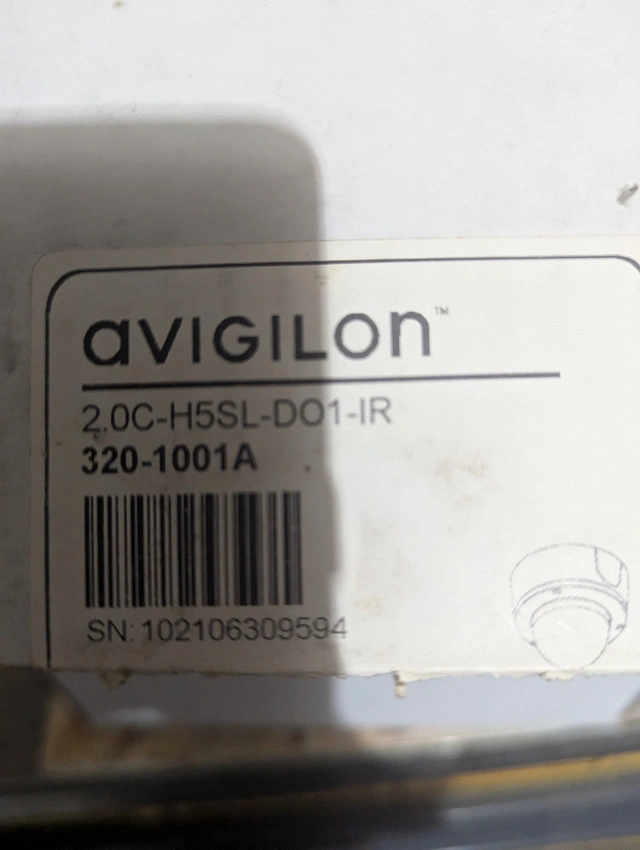 aVIGILOn™
2.0C-H5SL-DO1-IR
320-1001A
SN: 102106309594